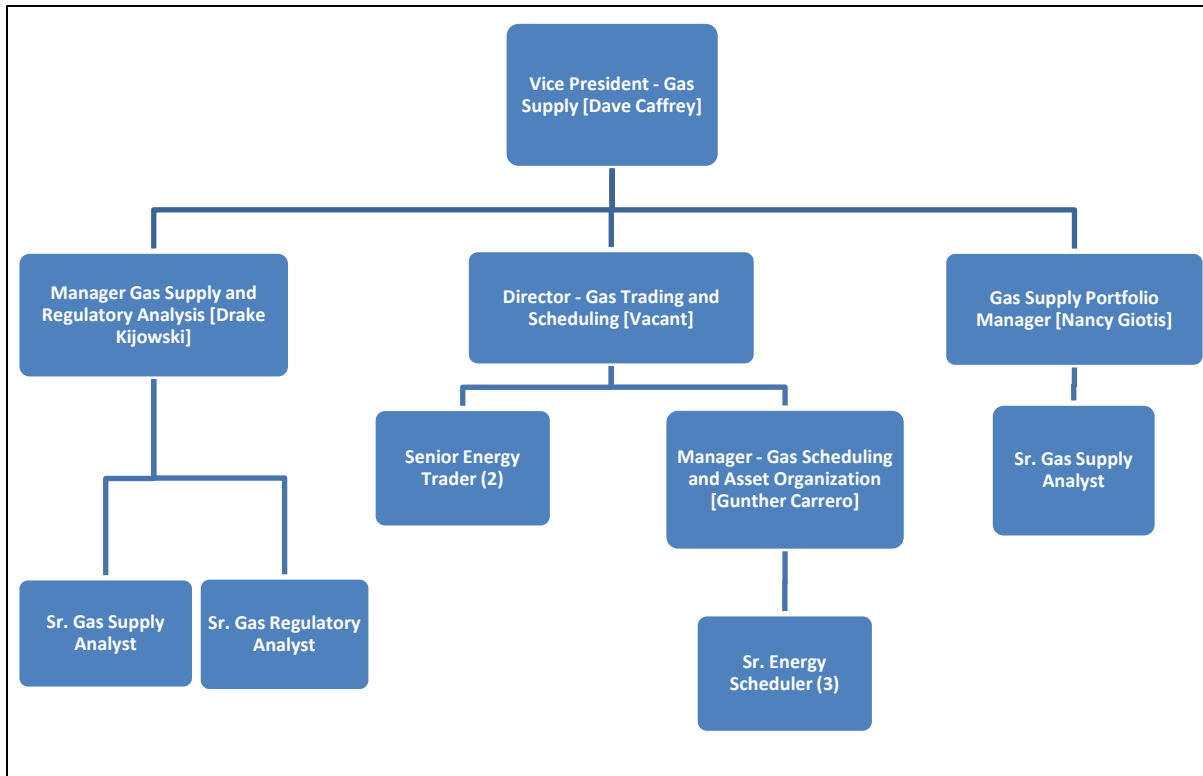 Vice President - Gas
Supply [Dave Caffrey]
Manager Gas Supply and
Regulatory Analysis [Drake
Kijowski]
Director - Gas Trading and
Scheduling [Vacant]
Gas Supply Portfolio
Manager [Nancy Giotis]
Senior Energy
Trader (2)
Manager - Gas Scheduling
and Asset Organization
[Gunther Carrero]
Sr. Gas Supply
Analyst
Sr. Gas Supply
Analyst
Sr. Gas Regulatory
Analyst
Sr. Energy
Scheduler (3)